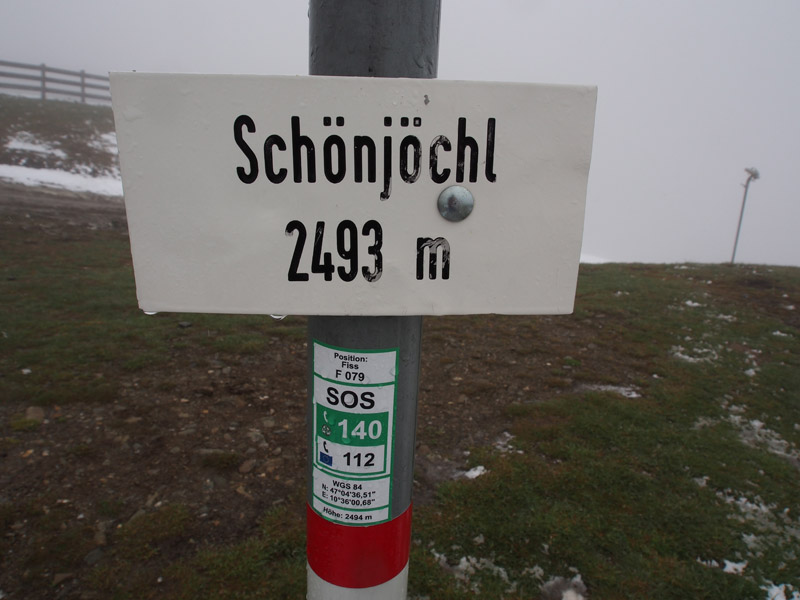 Schönjöchl
2493 m
Position:
Fiss
F 079
SOS
140
112
WGS 84
N: 47°04'36,51"
E: 10°36'00,68"
Höhe: 2494 m